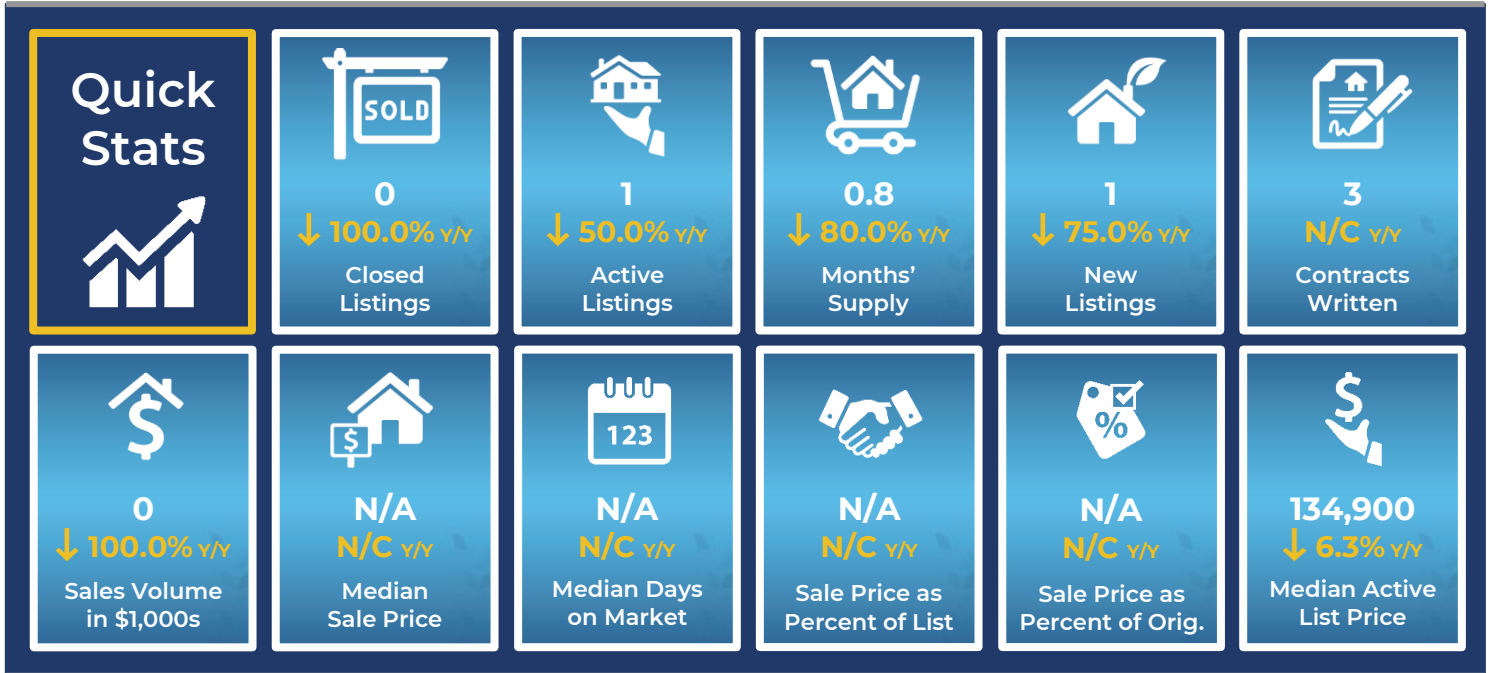 Quick
Stats
SOLD
0
↓ 100.0% Y/Y
Closed
Listings
1
↓ 50.0% Y/Y
Active
Listings
0.8
↓ 80.0% Y/Y
Months’
Supply
1
↓ 75.0% Y/Y
New
Listings
3
N/C Y/Y
Contracts
Written
$
0
↓ 100.0% Y/Y
Sales Volume
in $1,000s
$
N/A
N/C Y/Y
Median
Sale Price
123
N/A
N/C Y/Y
Median Days
on Market
N/A
N/C Y/Y
Sale Price as
Percent of List
%
N/A
N/C Y/Y
Sale Price as
Percent of Orig.
$
134,900
↓ 6.3% Y/Y
Median Active
List Price